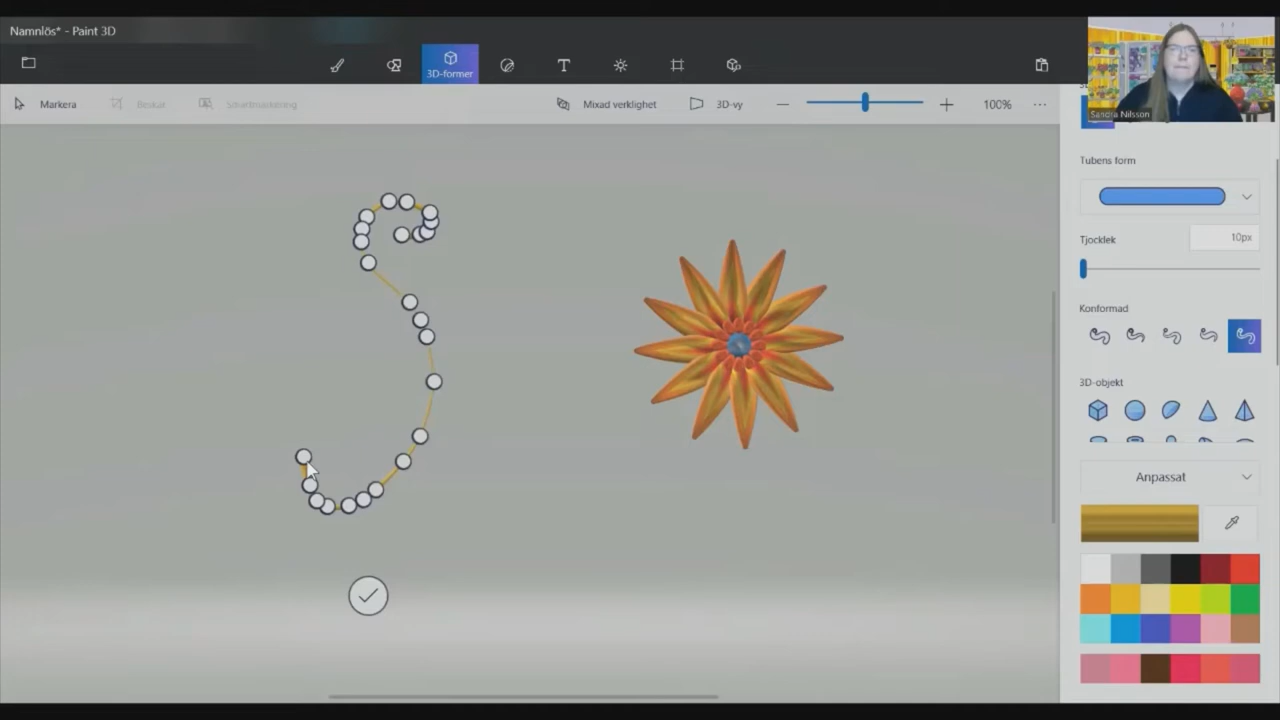 Namnlös* - Paint 3D
3D-former
Markera
Beskär
Smartmarkering
Mixad verklighet
3D-vy
100%
Sandra Nilsson
Tubens form
Tjocklek
10px
Konformad
3D-objekt
Anpassat